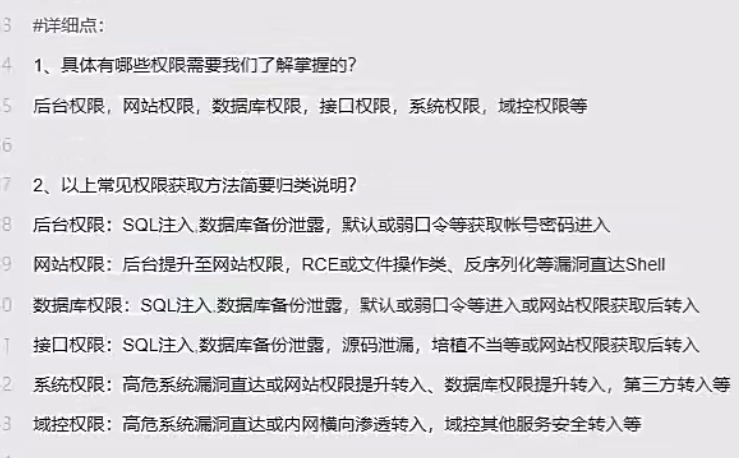 3 #详细点：
4 1、具体有哪些权限需要我们了解掌握的？
5 后台权限，网站权限，数据库权限，接口权限，系统权限，域控权限等
6
7 2、以上常见权限获取方法简要归类说明？
8 后台权限：SQL注入,数据库备份泄露，默认或弱口令等获取帐号密码进入
9 网站权限：后台提升至网站权限，RCE或文件操作类、反序列化等漏洞直达Shell
0 数据库权限：SQL注入,数据库备份泄露，默认或弱口令等进入或网站权限获取后转入
1 接口权限：SQL注入,数据库备份泄露，源码泄漏，培植不当等或网站权限获取后转入
2 系统权限：高危系统漏洞直达或网站权限提升转入、数据库权限提升转入，第三方转入等
3 域控权限：高危系统漏洞直达或内网横向渗透转入，域控其他服务安全转入等